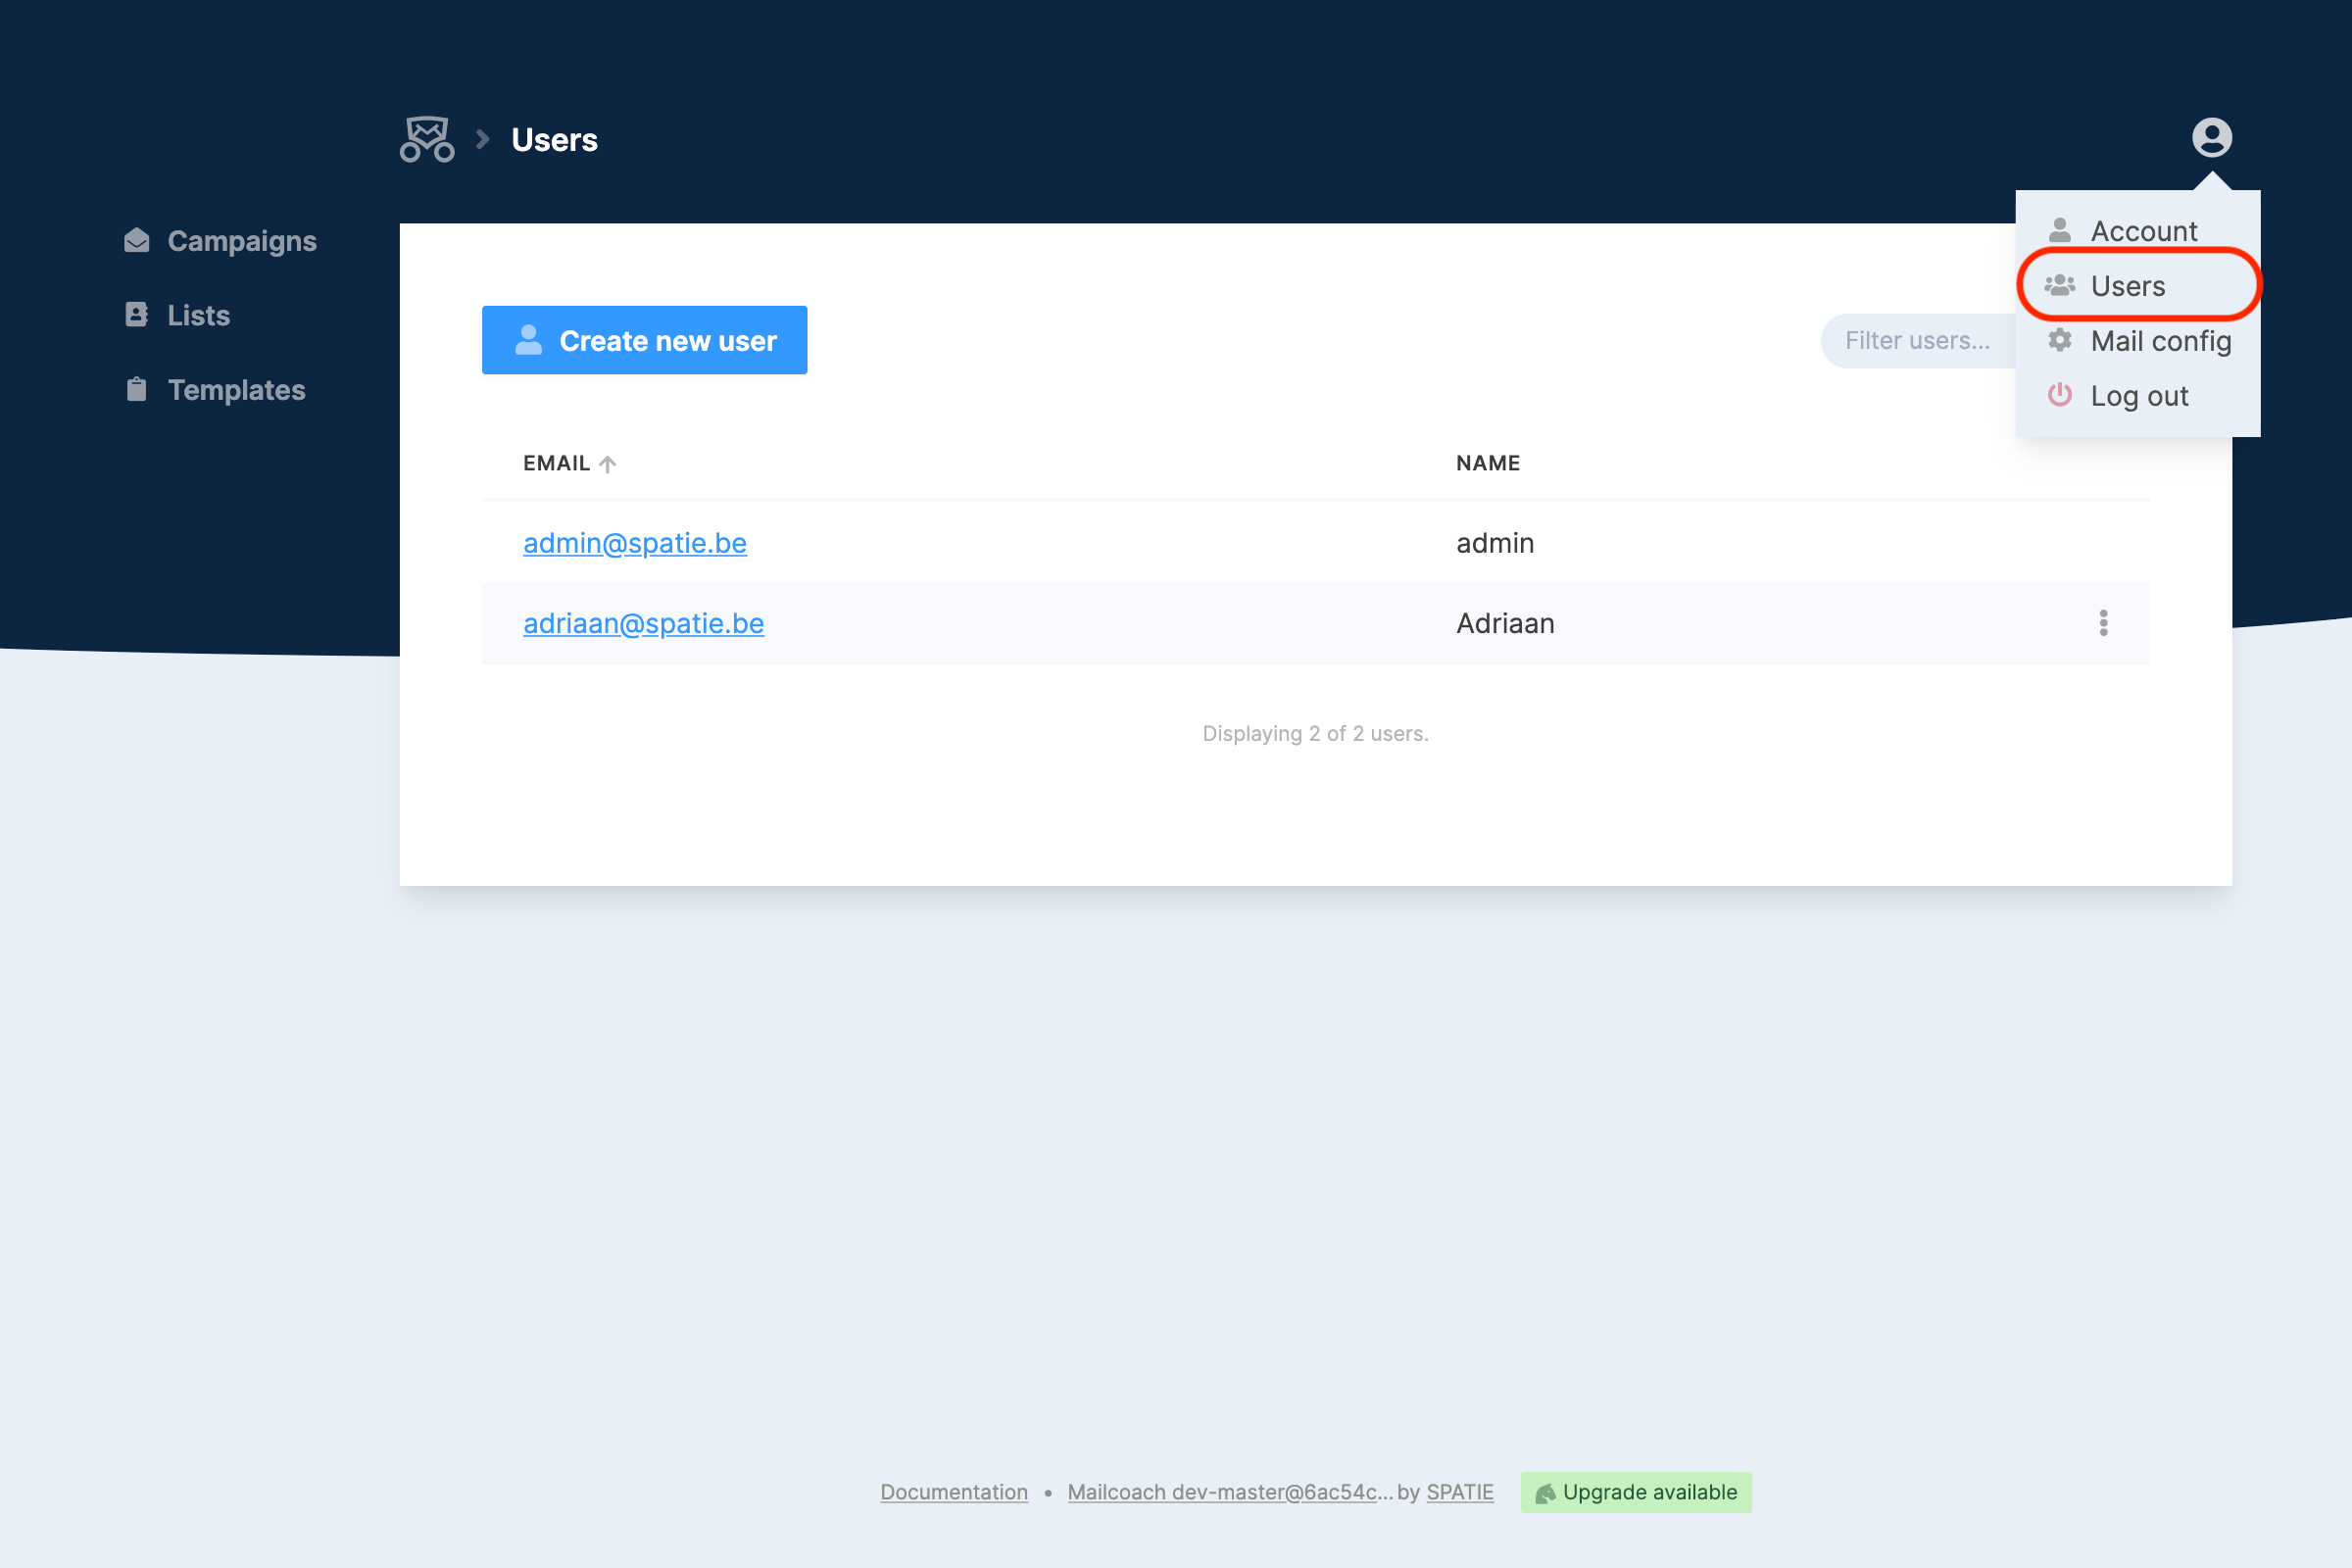 Users
Campaigns
Lists
Templates
Account
Users
Mail config
Log out
Create new user
Filter users...
EMAIL NAME
admin@spatie.be admin
adriaan@spatie.be Adriaan
Displaying 2 of 2 users.
Documentation • Mailcoach dev-master@6ac54c... by SPATIE Upgrade available